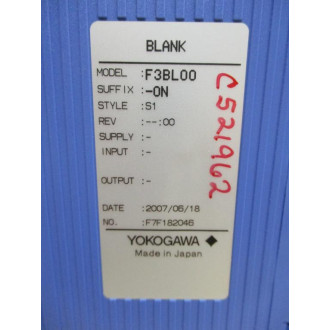 BLANK
MODEL :F3BL00
SUFFIX :-0N
STYLE :S1
REV :--:00
SUPPLY :-
INPUT :-
OUTPUT :-
DATE :2007/06/18
NO. :F7F182046
YOKOGAWA
Made in Japan
C521962